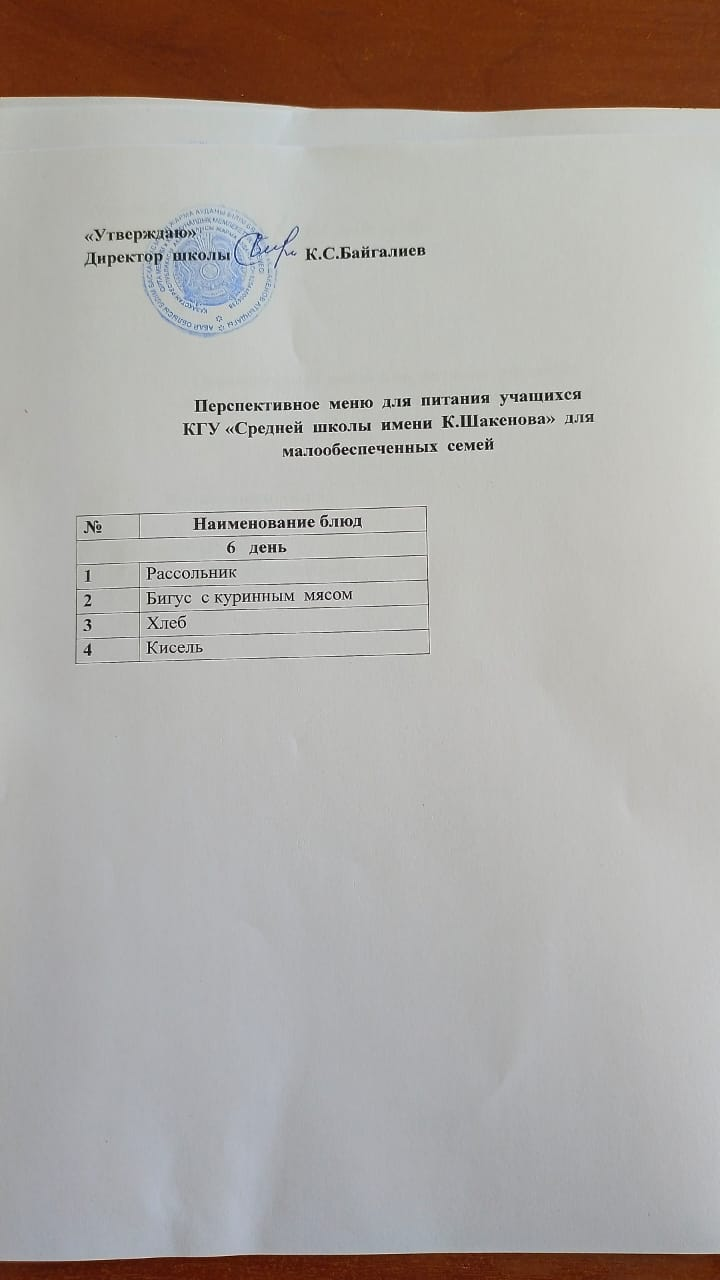 «Утверждаю»
Директор школы К.С.Байгалиев
Перспективное меню для питания учащихся
КГУ «Средней школы имени К.Шакенова» для
малообеспеченных семей
№ Наименование блюд
6 день
1 Рассольник
2 Бигус с куринным мясом
3 Хлеб
4 Кисель